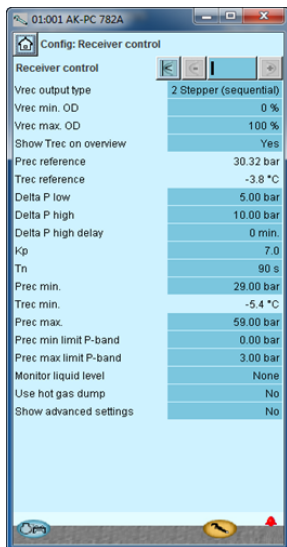 01:001 AK-PC 782A
Config: Receiver control
Receiver control
Vrec output type 2 Stepper (sequential)
Vrec min. OD 0 %
Vrec max. OD 100 %
Show Trec on overview Yes
Prec reference 30.32 bar
Trec reference -3.8 °C
Delta P low 5.00 bar
Delta P high 10.00 bar
Delta P high delay 0 min.
Kp 7.0
Tn 90 s
Prec min. 29.00 bar
Trec min. -5.4 °C
Prec max. 59.00 bar
Prec min limit P-band 0.00 bar
Prec max limit P-band 3.00 bar
Monitor liquid level None
Use hot gas dump No
Show advanced settings No